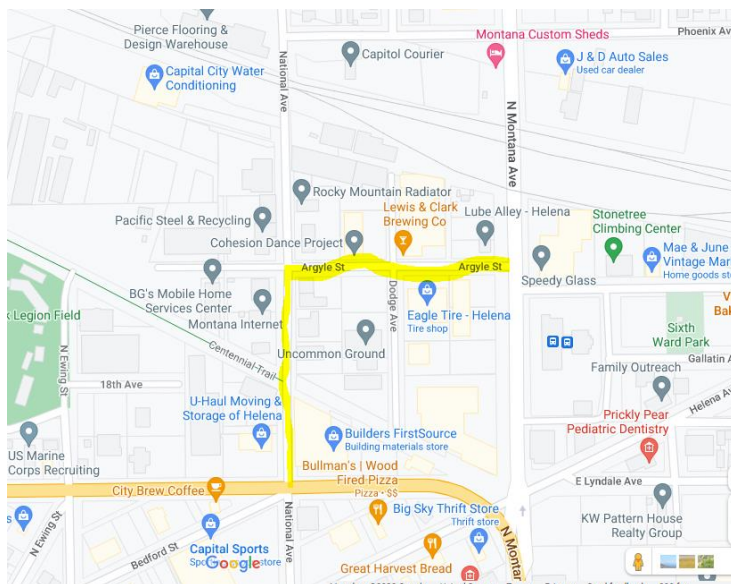 Pierce Flooring &
Design Warehouse
National Ave
Capitol Courier
Montana Custom Sheds
Phoenix Av
J & D Auto Sales
Used car dealer
Capital City Water
Conditioning
N Montana Ave
Rocky Mountain Radiator
Lewis & Clark
Brewing Co
Lube Alley - Helena
Stonetree
Climbing Center
Pacific Steel & Recycling
Cohesion Dance Project
Mae & June
Vintage Mar
Home goods st
Argyle St
Argyle St
Speedy Glass
BG's Mobile Home
Services Center
Dodge Ave
Eagle Tire - Helena
Tire shop
Montana Internet
x Legion Field
V
Bak
Sixth
Ward Park
N Ewing St
Centennial-Trail
Uncommon Ground
Gallatin A
Family Outreach
18th Ave
Helena Av
U-Haul Moving &
Storage of Helena
Prickly Pear
Pediatric Dentistry
Builders FirstSource
Building materials store
US Marine
Corps Recruiting
Bullman's | Wood
Fired Pizza
Pizza • $$
E Lyndale Ave
City Brew Coffee
s
National Ave
Big Sky Thrift Store
Thrift store
N Ewing St
Bedford St
Capital Sports
Spo
store
Google
N Montan
KW Pattern House
Realty Group
Great Harvest Bread